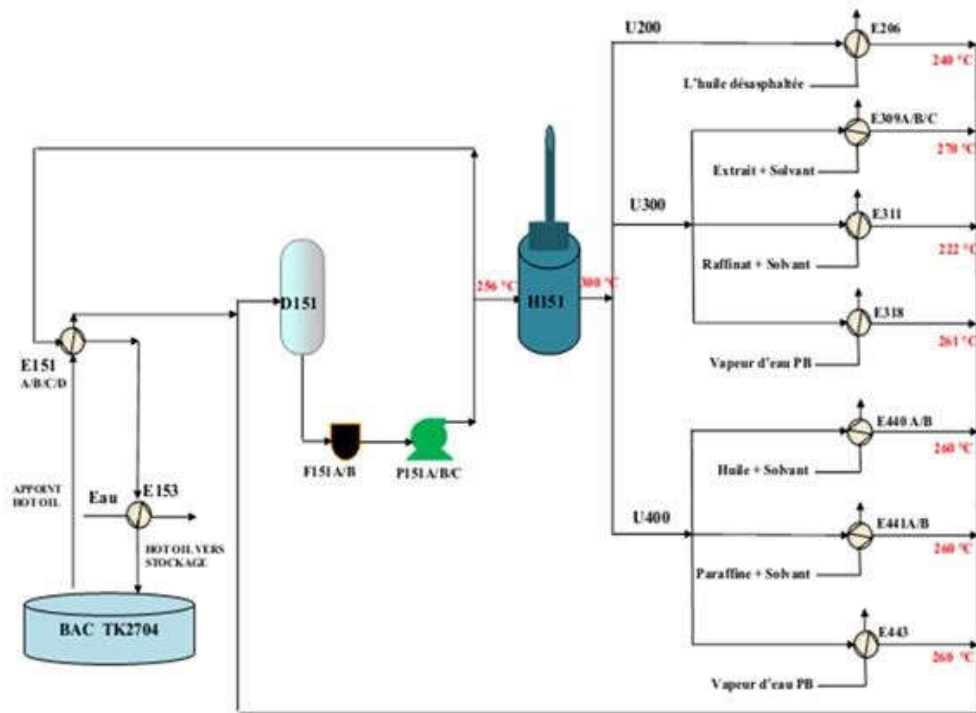 U200
E206
240 °C
L'huile désasphaltée
E309A/B/C
270 °C
Extrait + Solvant
U300
E311
222 °C
Raffinat + Solvant
D151
256 °C
H151
300 °C
E318
261 °C
Vapeur d'eau PB
E151
A/B/C/D
E440 A/B
260 °C
Huile + Solvant
F151A/B
P151A/B/C
APPOINT
HOT OIL
Eau
E153
U400
E441A/B
260 °C
HOT OIL VERS
STOCKAGE
Paraffine + Solvant
BAC TK2704
E443
260 °C
Vapeur d'eau PB